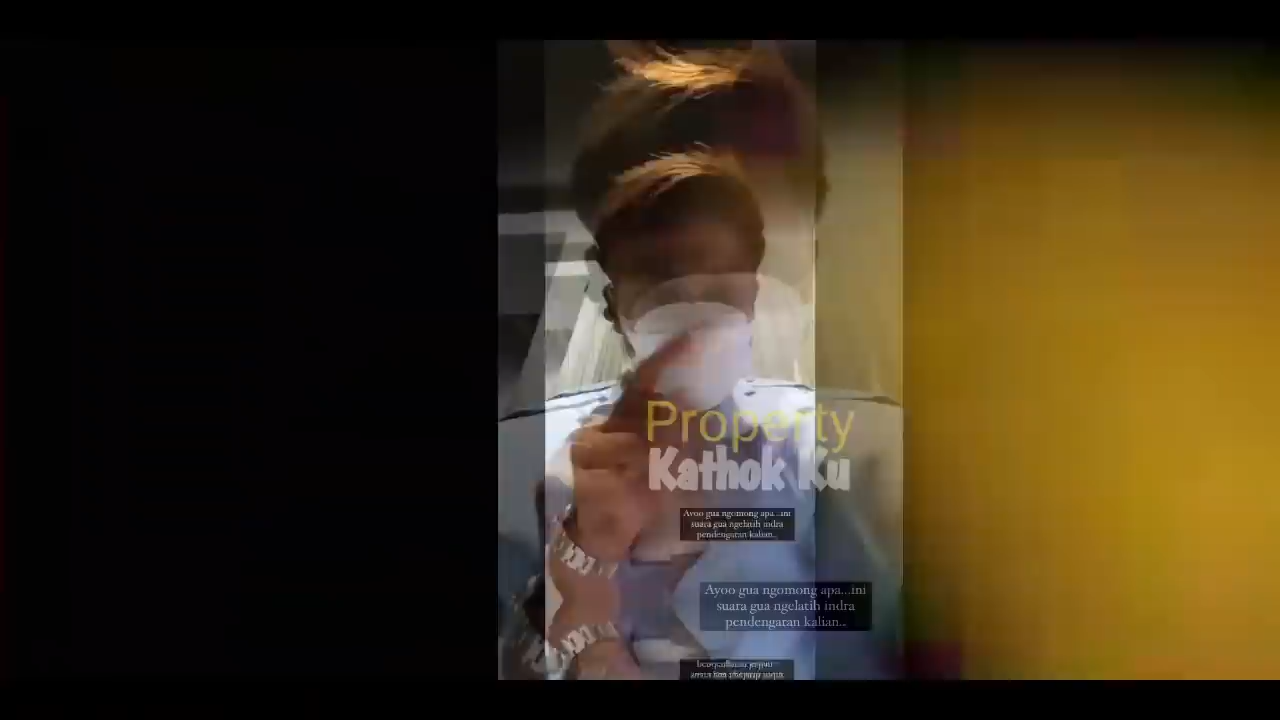 Property
Kathok Ku
Ayoo gua ngomong apa...ini
suara gua ngelatih indra
pendengaran kalian..
Ayoo gua ngomong apa...ini
suara gua ngelatih indra
pendengaran kalian..